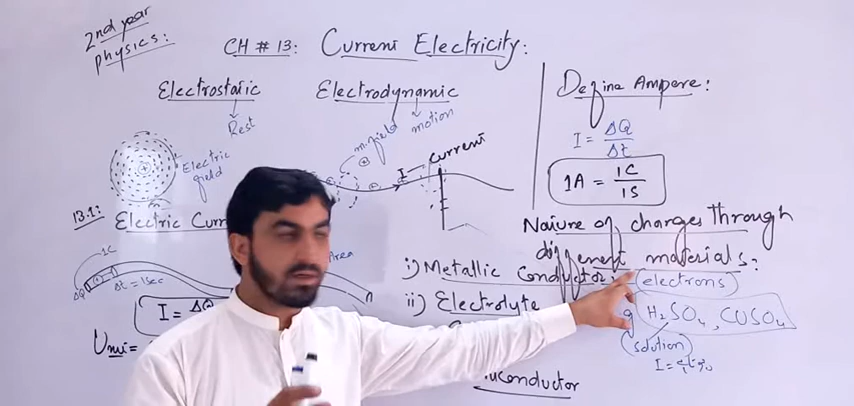 2nd year
physics:
CH # 13: Current Electricity:
Electrostatic
Rest
Electric
field
Electrodynamic
motion
m.field
I
current
13.1: Electric
1C
ΔQ
Δt = 1sec
Area
I = ΔQ
Define Ampere:
I = ΔQ
Δt
1A = 1C
1S
Nature of charges through
different materials:
i) Metallic Conductor: (electrons)
ii) Electrolyte
H2SO4, CUSO4
(solution)
I =
conductor